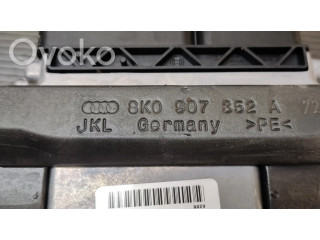 Ovoko
8K0 907 352 A
JKL Germany >PE<